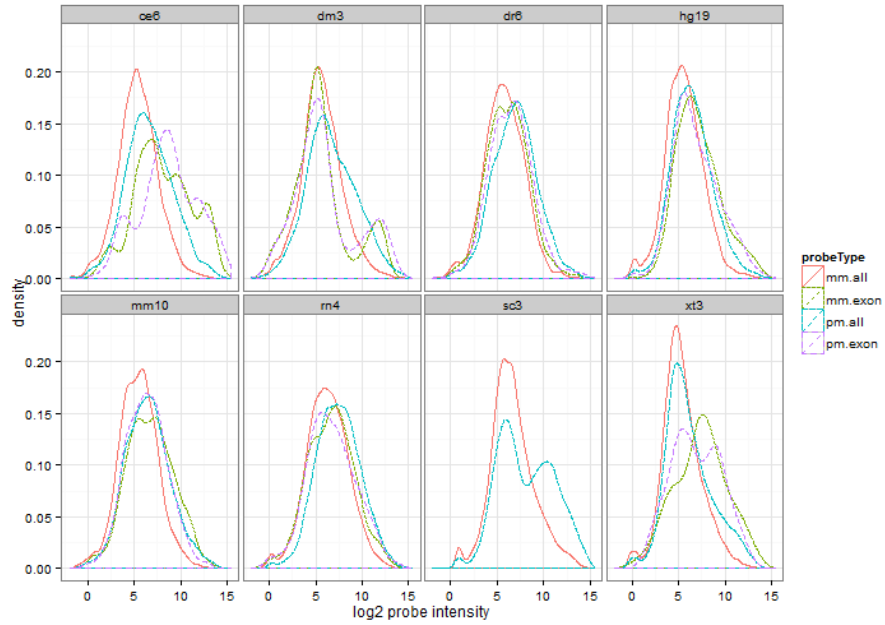 ce6 dm3 dr6 hg19
0.20
0.15
0.10
0.05
0.00
mm10 rn4 sc3 xt3
0.20
0.15
0.10
0.05
0.00
0 5 10 15 0 5 10 15 0 5 10 15 0 5 10 15
log2 probe intensity
density
probeType
mm.all
mm.exon
pm.all
pm.exon